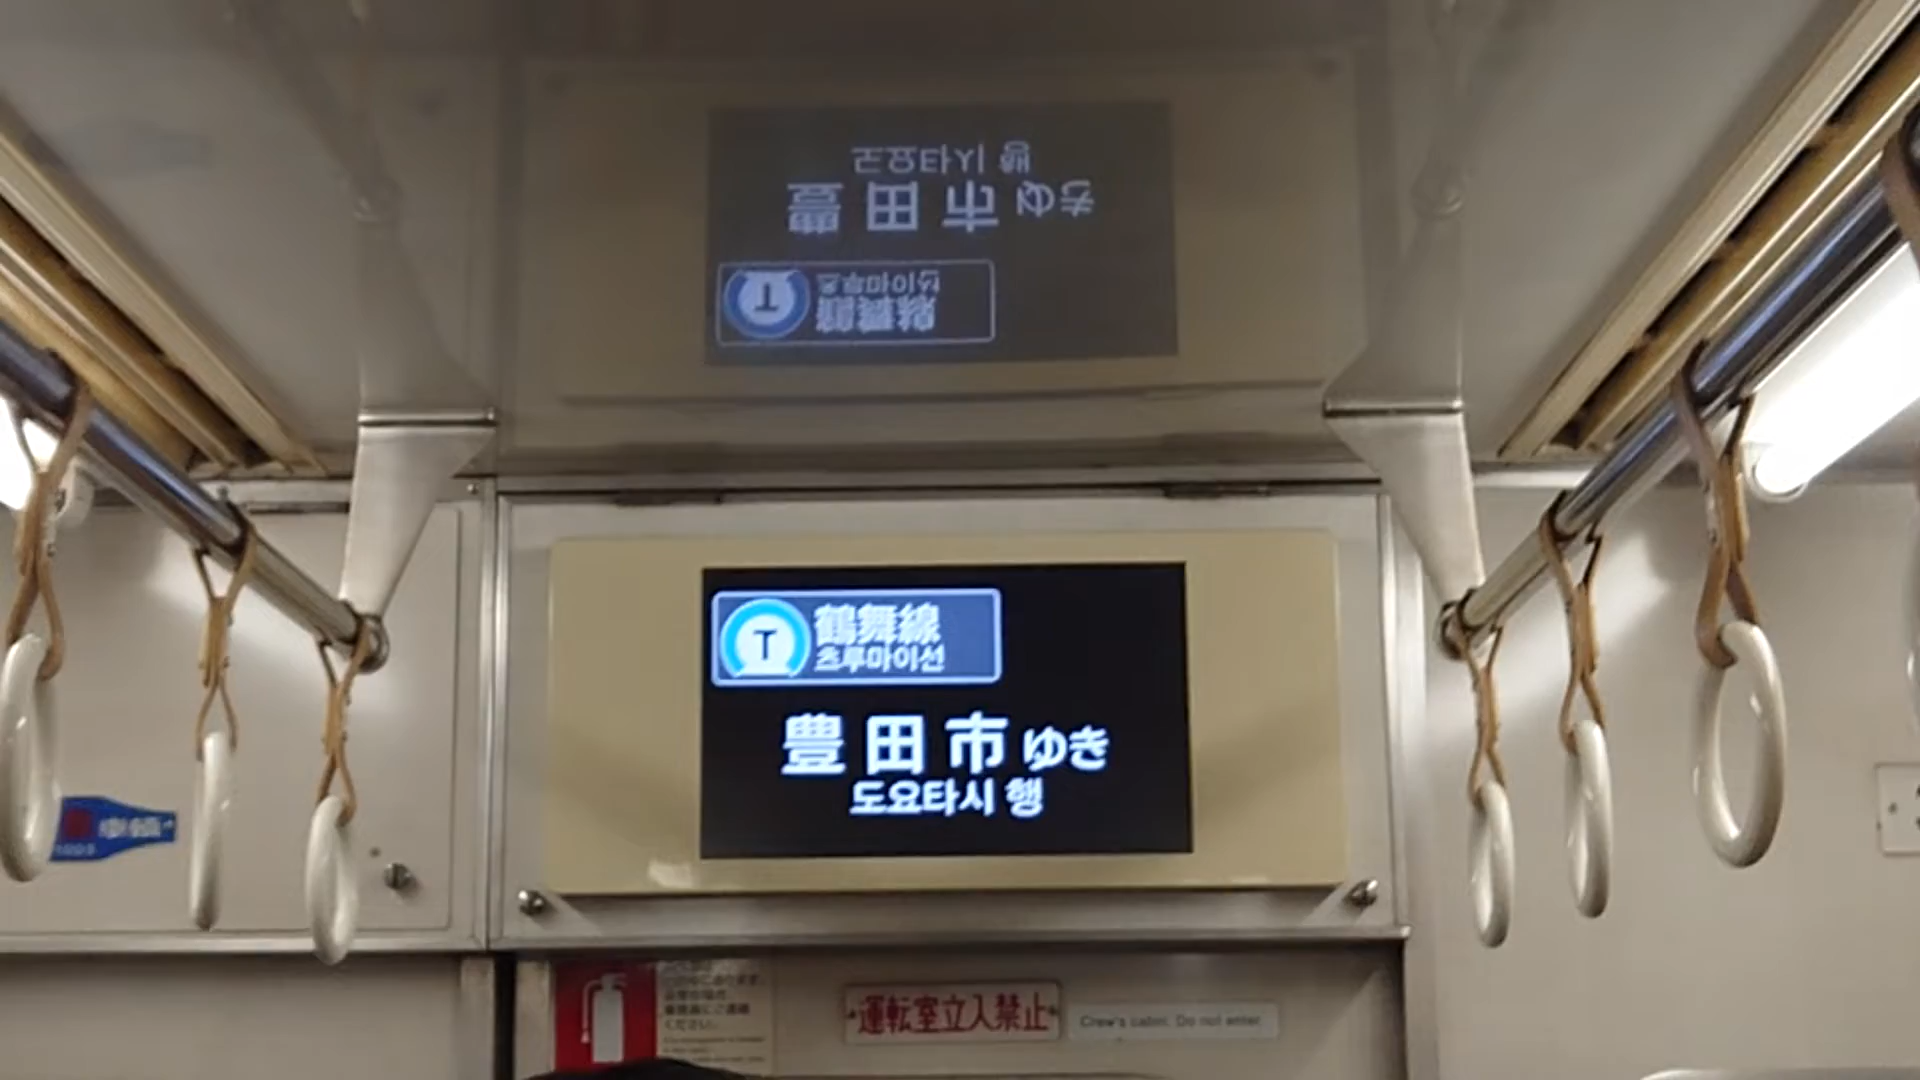 T
鶴舞線
츠루마이선
豊田市ゆき
도요타시 행
運転室立入禁止
Crew's cabin. Do not enter.